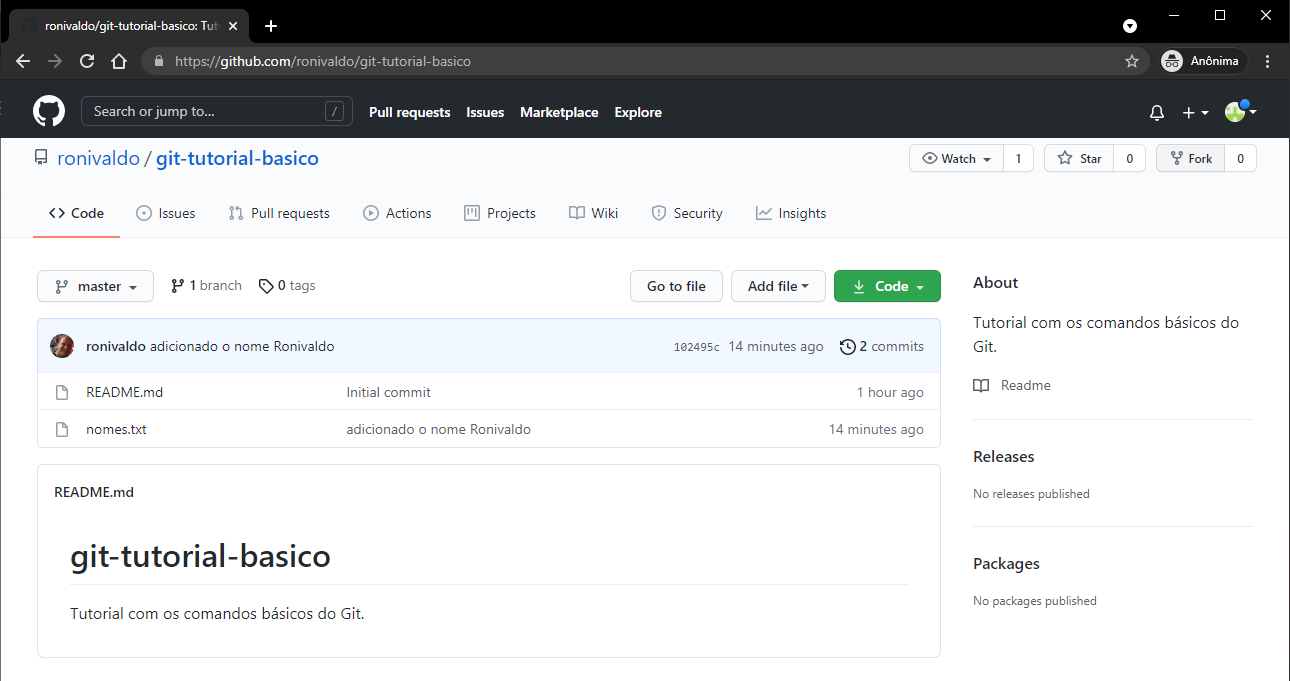 ronivaldo/git-tutorial-basico: Tut
https://github.com/ronivaldo/git-tutorial-basico
Anônima
Search or jump to...
/
Pull requests
Issues
Marketplace
Explore
ronivaldo / git-tutorial-basico
Watch 1
Star 0
Fork 0
Code
Issues
Pull requests
Actions
Projects
Wiki
Security
Insights
master
1 branch
0 tags
Go to file
Add file
Code
ronivaldo adicionado o nome Ronivaldo
102495c 14 minutes ago
2 commits
README.md
Initial commit
1 hour ago
nomes.txt
adicionado o nome Ronivaldo
14 minutes ago
README.md
git-tutorial-basico
Tutorial com os comandos básicos do Git.
About
Tutorial com os comandos básicos do
Git.
Readme
Releases
No releases published
Packages
No packages published